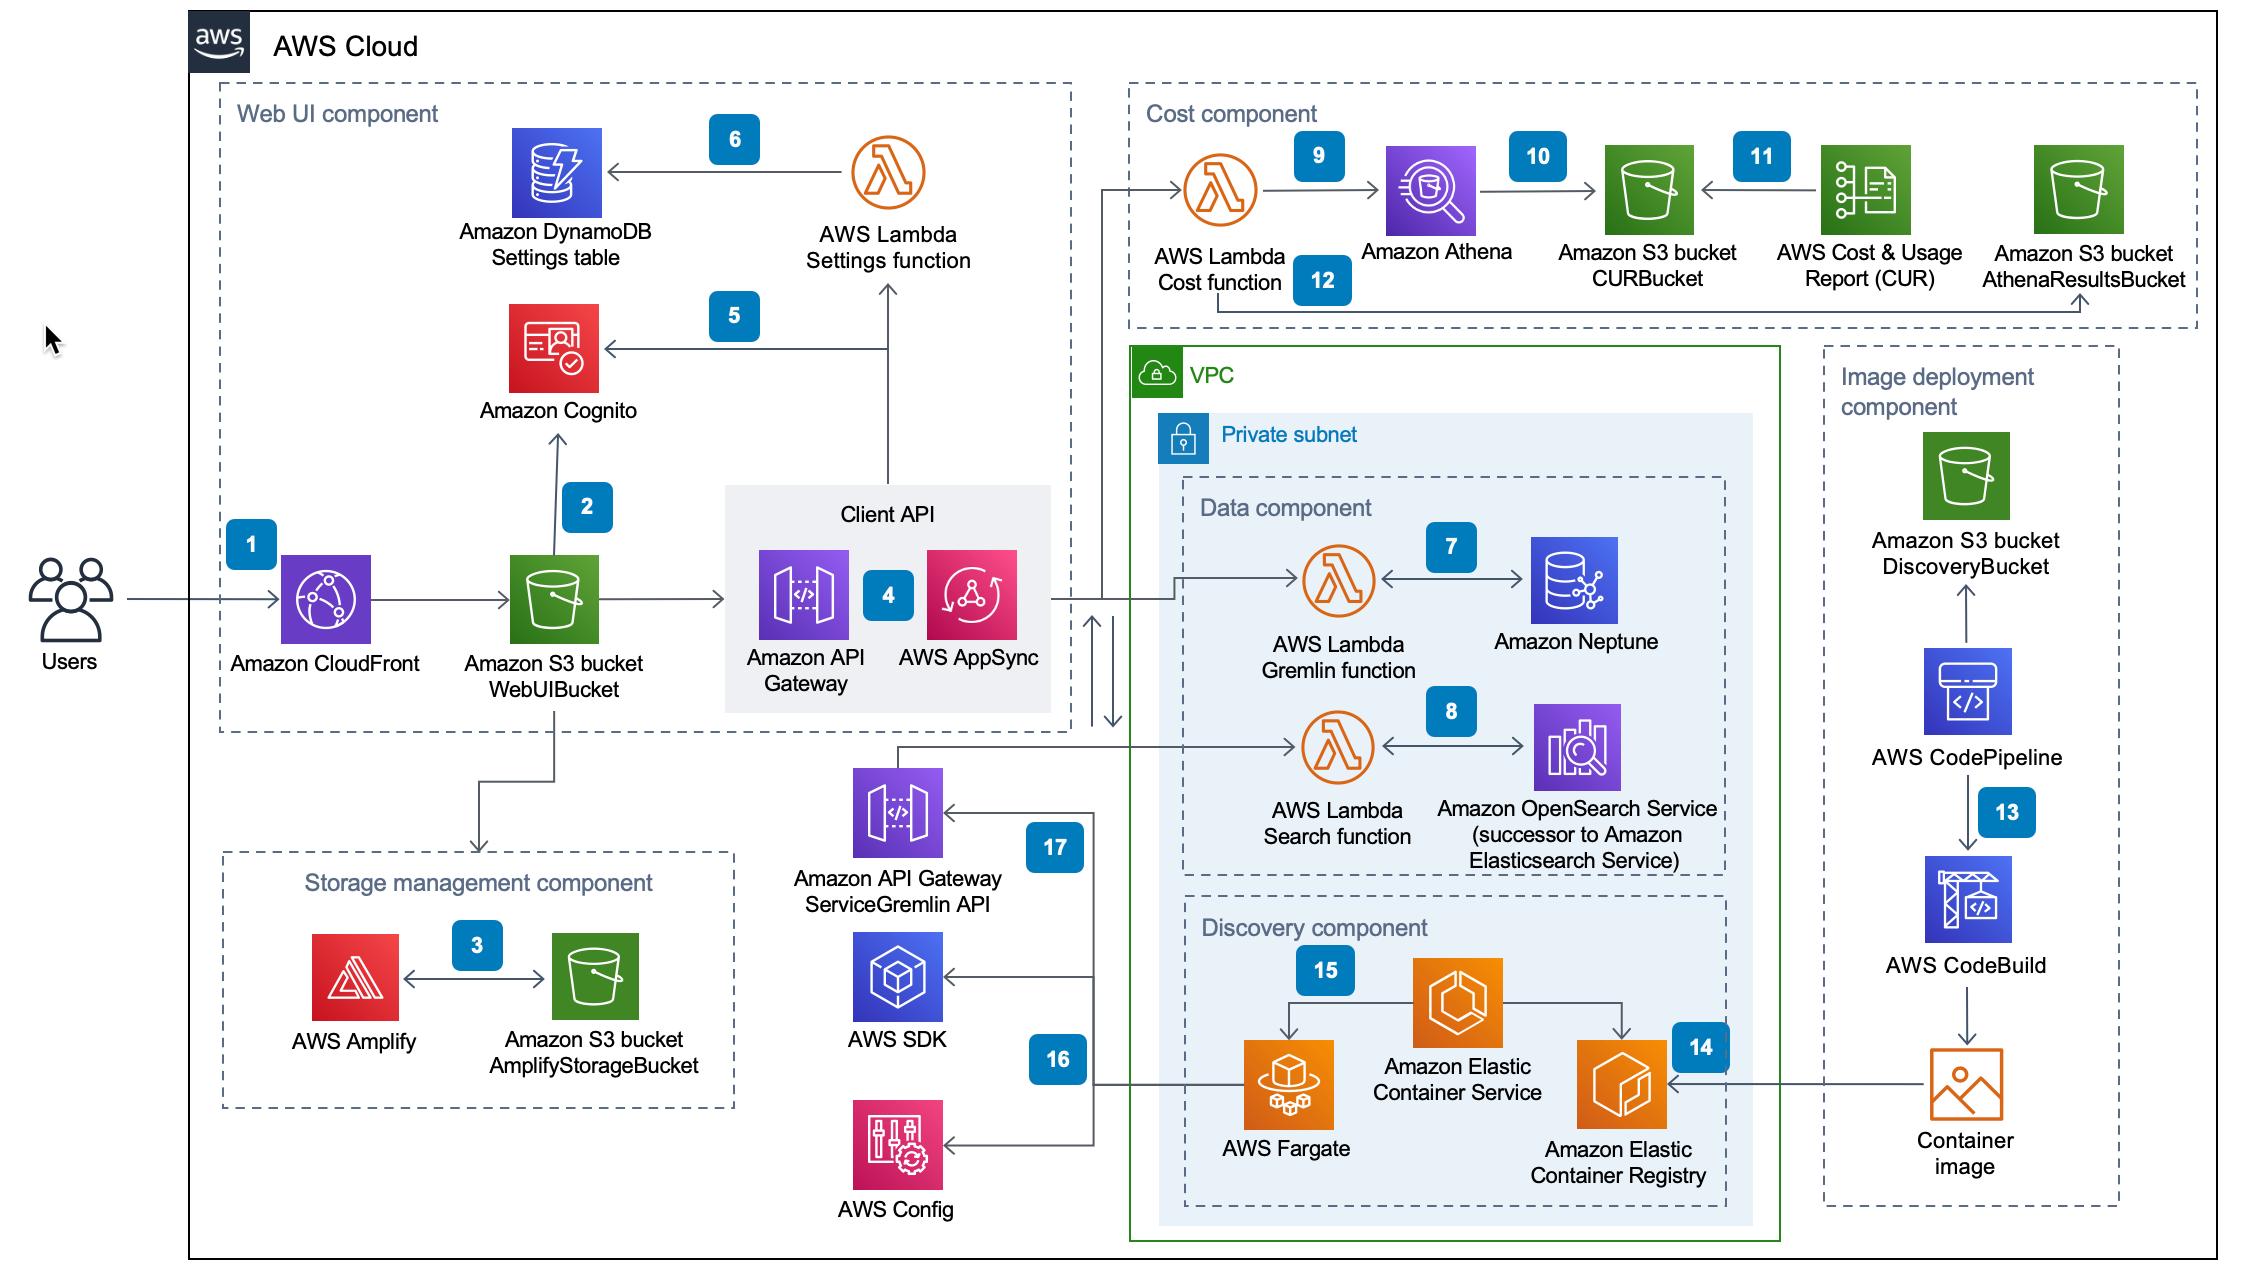 aws
AWS Cloud
Web UI component
6
Amazon DynamoDB
Settings table
AWS Lambda
Settings function
5
Amazon Cognito
2
1
Client API
4
Amazon CloudFront
Amazon S3 bucket
WebUIBucket
Amazon API
Gateway
AWS AppSync
Users
Cost component
9
10
11
AWS Lambda
Cost function
Amazon Athena
Amazon S3 bucket
CURBucket
AWS Cost & Usage
Report (CUR)
Amazon S3 bucket
AthenaResultsBucket
12
VPC
Private subnet
Data component
7
AWS Lambda
Gremlin function
Amazon Neptune
8
AWS Lambda
Search function
Amazon OpenSearch Service
(successor to Amazon
Elasticsearch Service)
Image deployment
component
Amazon S3 bucket
DiscoveryBucket
AWS CodePipeline
13
AWS CodeBuild
Container
image
Storage management component
3
AWS Amplify
Amazon S3 bucket
AmplifyStorageBucket
17
Amazon API Gateway
ServiceGremlin API
AWS SDK
16
AWS Config
Discovery component
15
14
Amazon Elastic
Container Service
AWS Fargate
Amazon Elastic
Container Registry